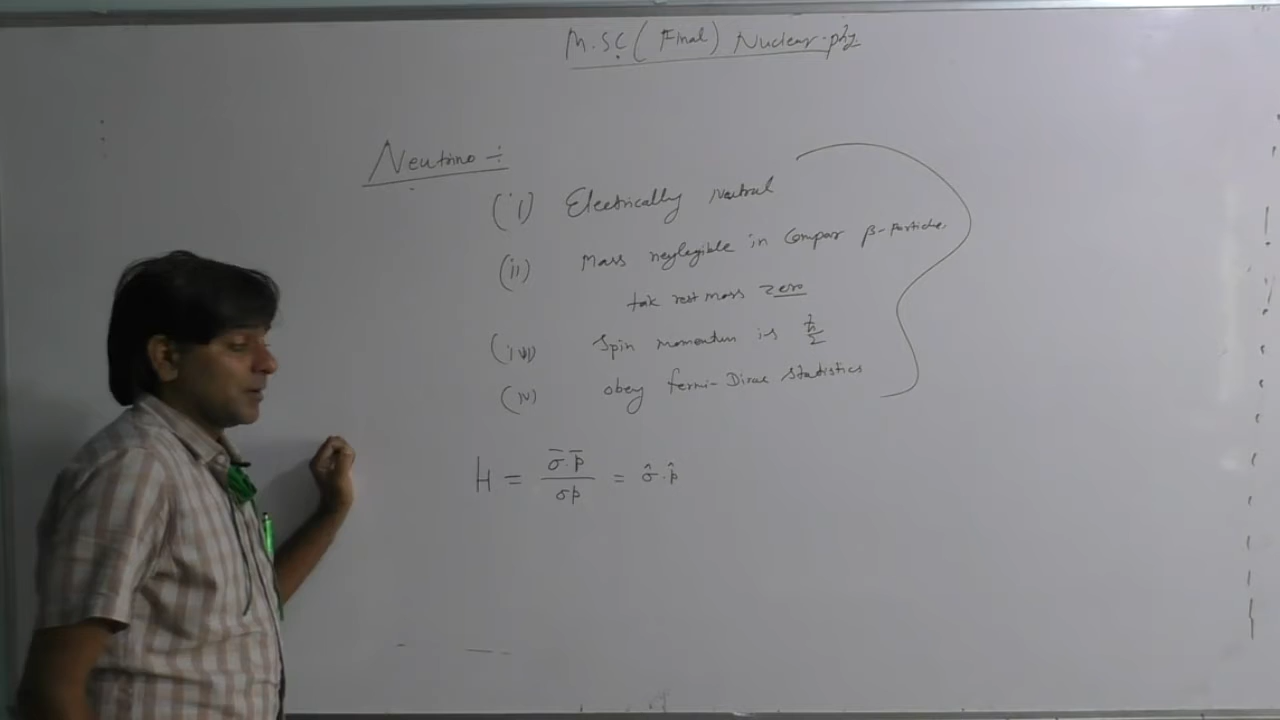 M.SC (Final) Nuclear phy
Neutrino ÷
(i) Electrically Neutral
(ii) Mass neglegible in Compar β-Particle.
tak rest mass zero
(iii) Spin momentum is ħ/2
(iv) obey fermi-Dirac Statistics
H = σ̄.p̄/σp = σ̂.p̂